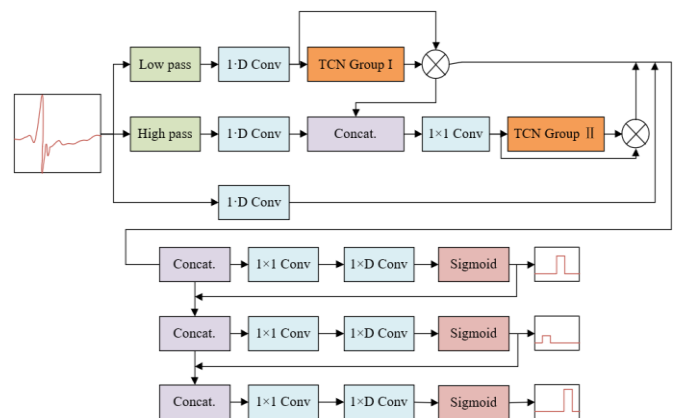 Low pass
1·D Conv
TCN Group I
High pass
1·D Conv
Concat.
1×1 Conv
TCN Group Ⅱ
1·D Conv
Concat.
1×1 Conv
1×D Conv
Sigmoid
Concat.
1×1 Conv
1×D Conv
Sigmoid
Concat.
1×1 Conv
1×D Conv
Sigmoid